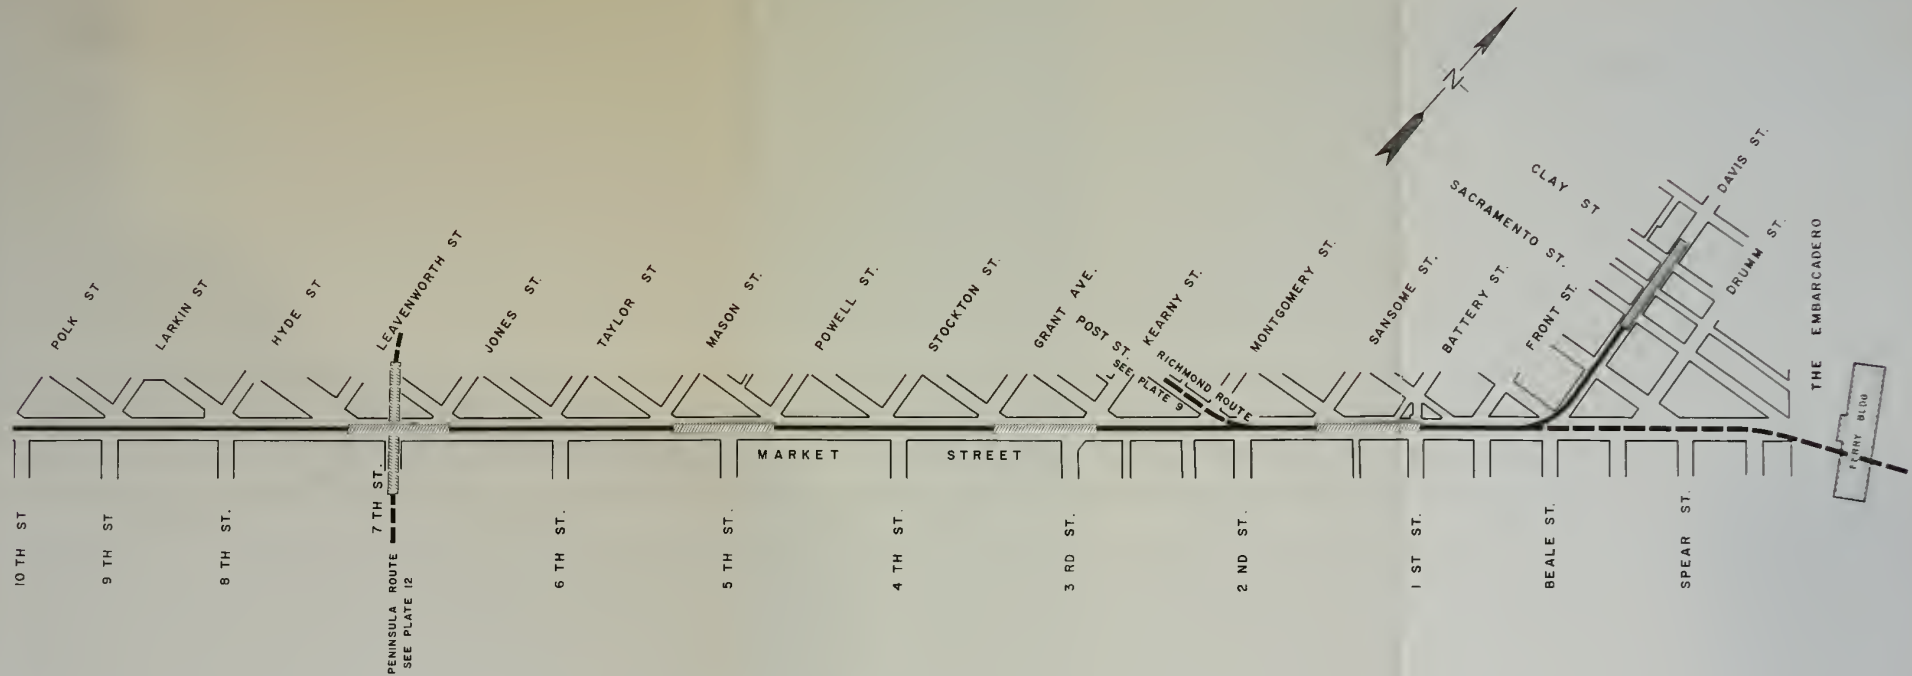 N
POLK ST
LARKIN ST
HYDE ST
LEAVENWORTH ST
JONES ST.
TAYLOR ST
MASON ST.
POWELL ST.
STOCKTON ST.
GRANT AVE.
KEARNY ST.
POST ST.
SEE PLATE 9
RICHMOND ROUTE
MONTGOMERY ST.
SANSOME ST.
BATTERY ST.
FRONT ST.
SACRAMENTO ST.
CLAY ST
DAVIS ST.
DRUMM ST.
THE EMBARCADERO
FERRY BLDG
MARKET STREET
10 TH ST
9 TH ST
8 TH ST.
7 TH ST.
PENINSULA ROUTE
SEE PLATE 12
6 TH ST.
5 TH ST.
4 TH ST.
3 RD ST.
2 ND ST.
1 ST ST.
BEALE ST.
SPEAR ST.